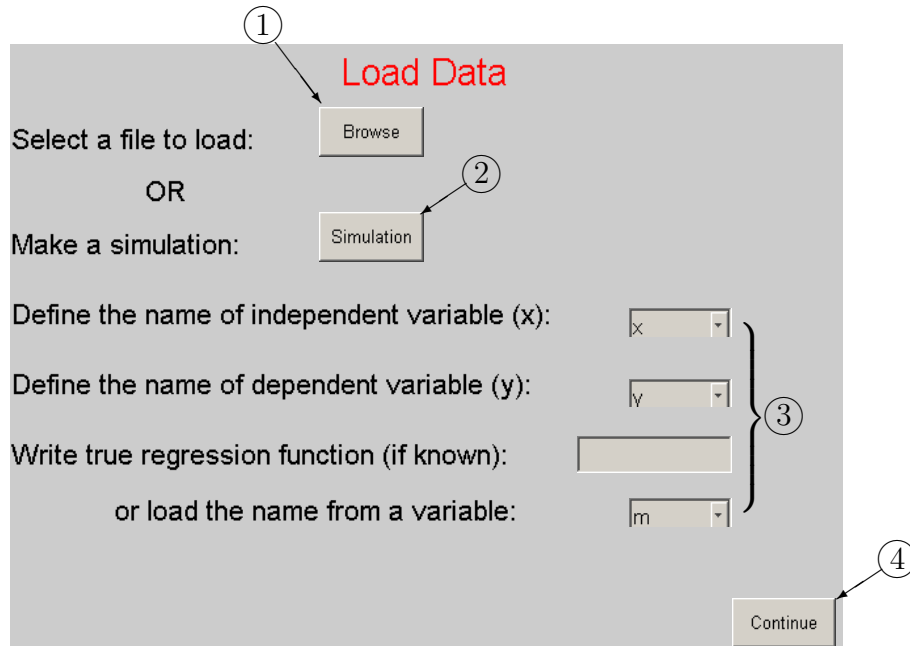 1
Load Data
Select a file to load: Browse
2
OR
Make a simulation: Simulation
Define the name of independent variable (x): x
Define the name of dependent variable (y): y
3
Write true regression function (if known):
or load the name from a variable: m
4
Continue